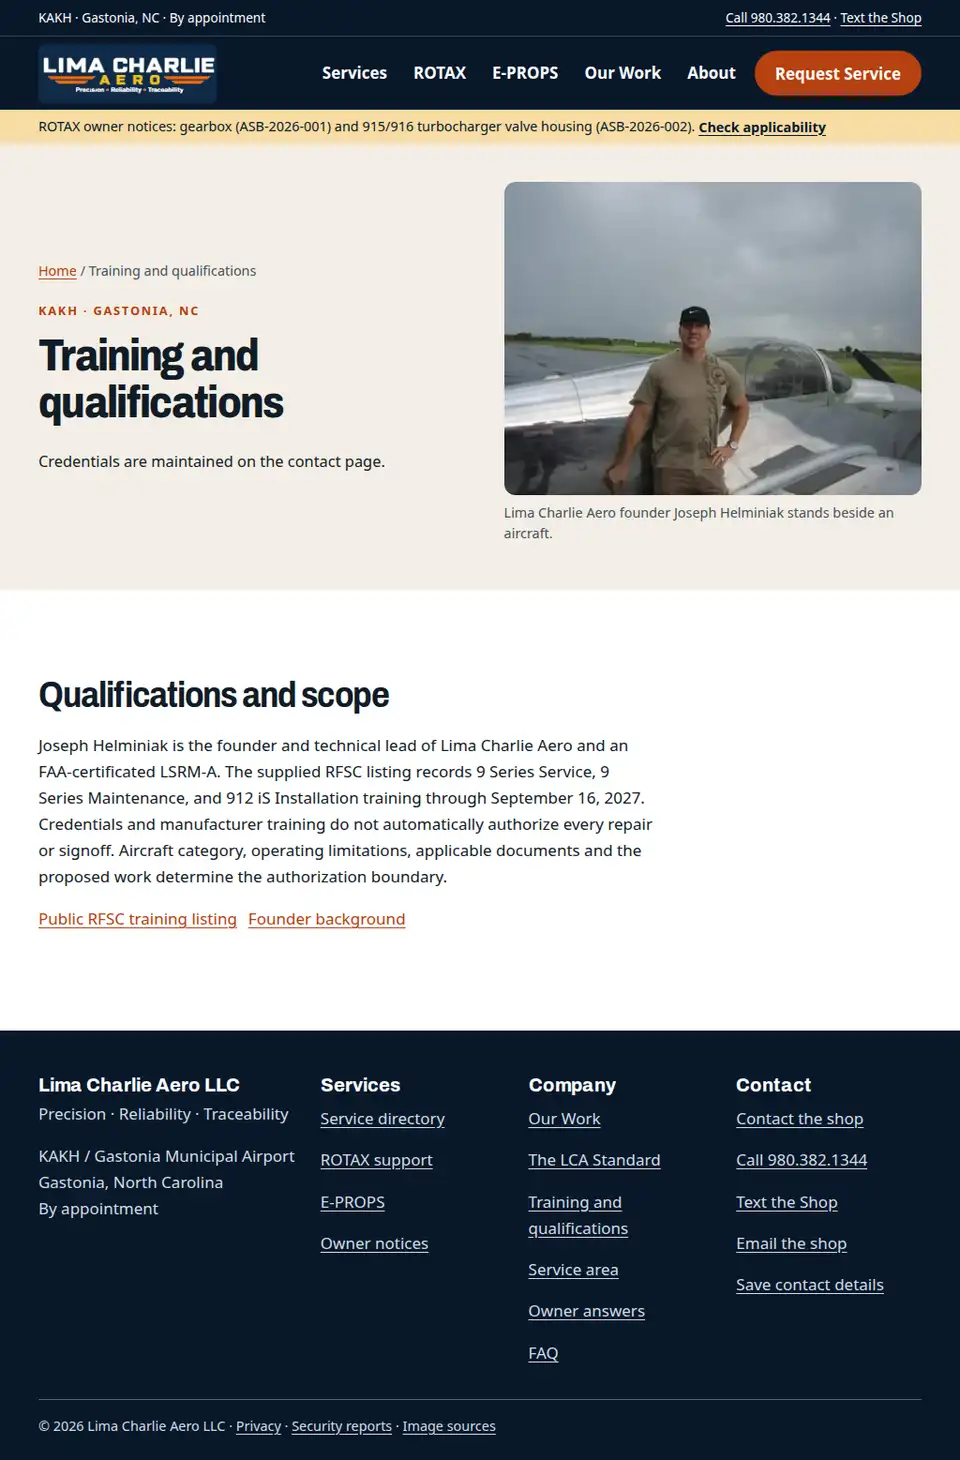 KAKH · Gastonia, NC · By appointment
Call 980.382.1344 · Text the Shop
LIMA CHARLIE
AERO
Precision - Reliability - Traceability
Services ROTAX E-PROPS Our Work About Request Service
ROTAX owner notices: gearbox (ASB-2026-001) and 915/916 turbocharger valve housing (ASB-2026-002). Check applicability
Home / Training and qualifications
KAKH · GASTONIA, NC
Training and
qualifications
Credentials are maintained on the contact page.
Lima Charlie Aero founder Joseph Helminiak stands beside an
aircraft.
Qualifications and scope
Joseph Helminiak is the founder and technical lead of Lima Charlie Aero and an
FAA-certificated LSRM-A. The supplied RFSC listing records 9 Series Service, 9
Series Maintenance, and 912 iS Installation training through September 16, 2027.
Credentials and manufacturer training do not automatically authorize every repair
or signoff. Aircraft category, operating limitations, applicable documents and the
proposed work determine the authorization boundary.
Public RFSC training listing Founder background
Lima Charlie Aero LLC
Precision · Reliability · Traceability
KAKH / Gastonia Municipal Airport
Gastonia, North Carolina
By appointment
Services
Service directory
ROTAX support
E-PROPS
Owner notices
Company
Our Work
The LCA Standard
Training and
qualifications
Service area
Owner answers
FAQ
Contact
Contact the shop
Call 980.382.1344
Text the Shop
Email the shop
Save contact details
© 2026 Lima Charlie Aero LLC · Privacy · Security reports · Image sources